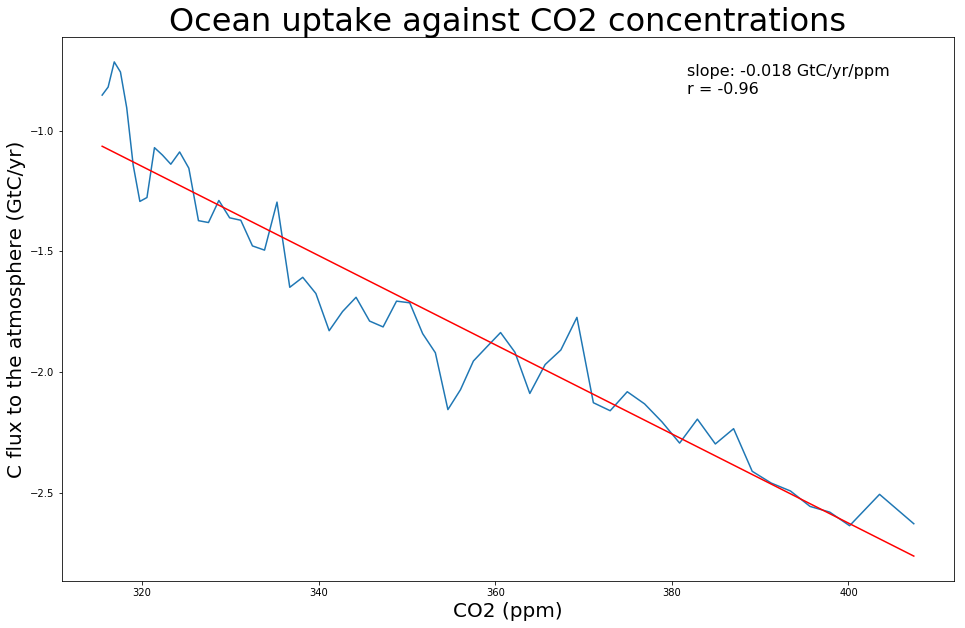 Ocean uptake against CO2 concentrations
slope: -0.018 GtC/yr/ppm
r = -0.96
C flux to the atmosphere (GtC/yr)
−1.0
−1.5
−2.0
−2.5
320
340
360
380
400
CO2 (ppm)